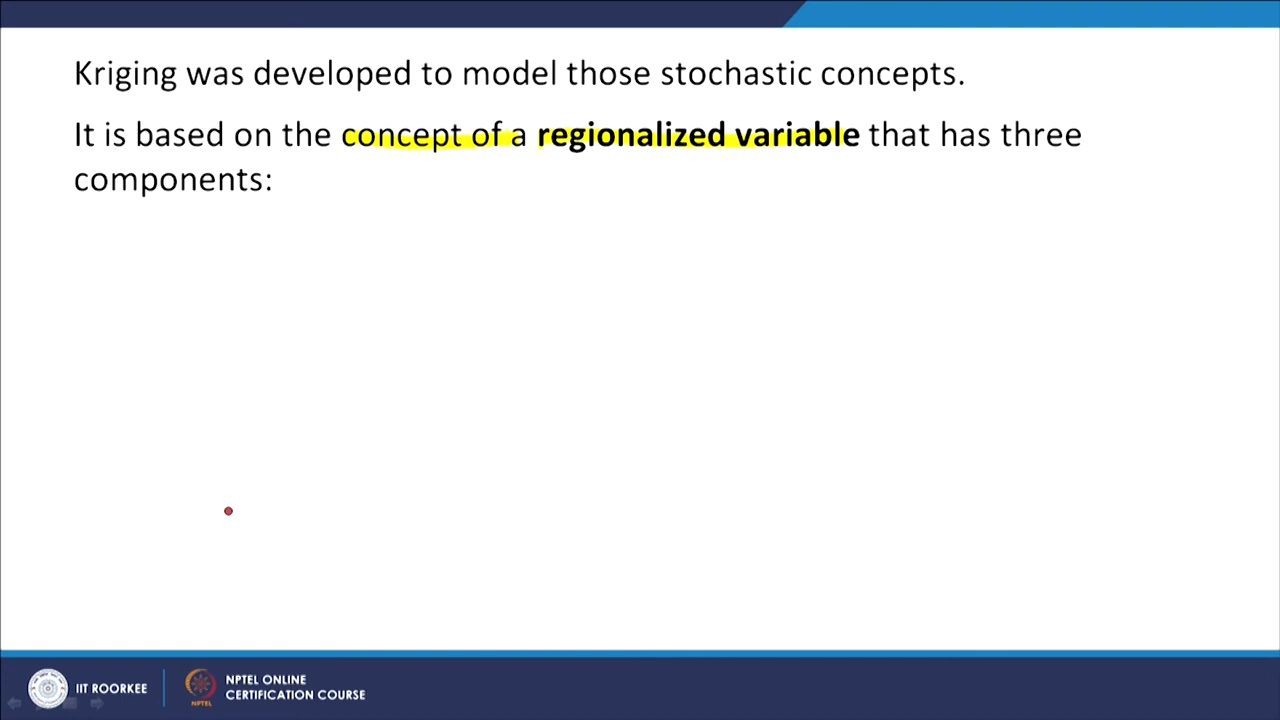 Kriging was developed to model those stochastic concepts.
It is based on the concept of a regionalized variable that has three
components:
IIT ROORKEE
NPTEL
NPTEL ONLINE
CERTIFICATION COURSE